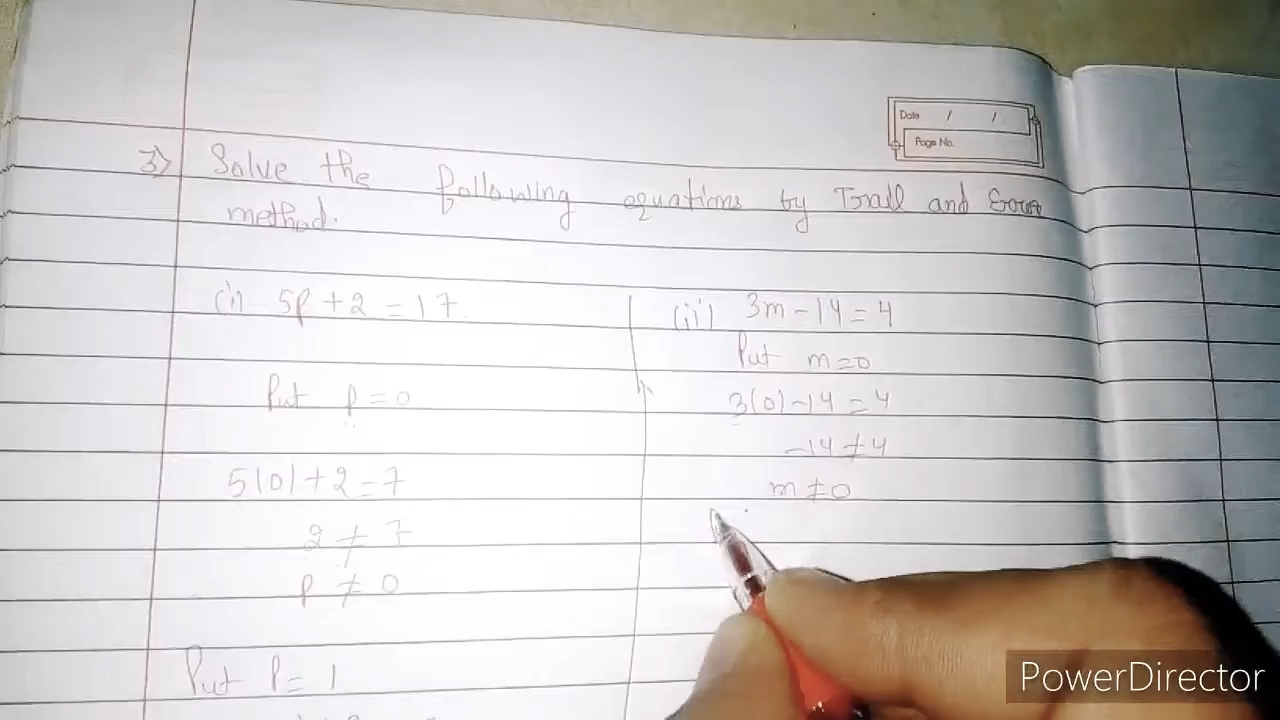 Date / /
Page No.
3) Solve the following equations by Trail and Error
method.
(i) 5p + 2 = 17
Put p = 0
5(0) + 2 = 7
2 ≠ 7
p ≠ 0
Put p = 1
(ii) 3m - 14 = 4
Put m = 0
3(0) - 14 = 4
-14 ≠ 4
m ≠ 0
PowerDirector